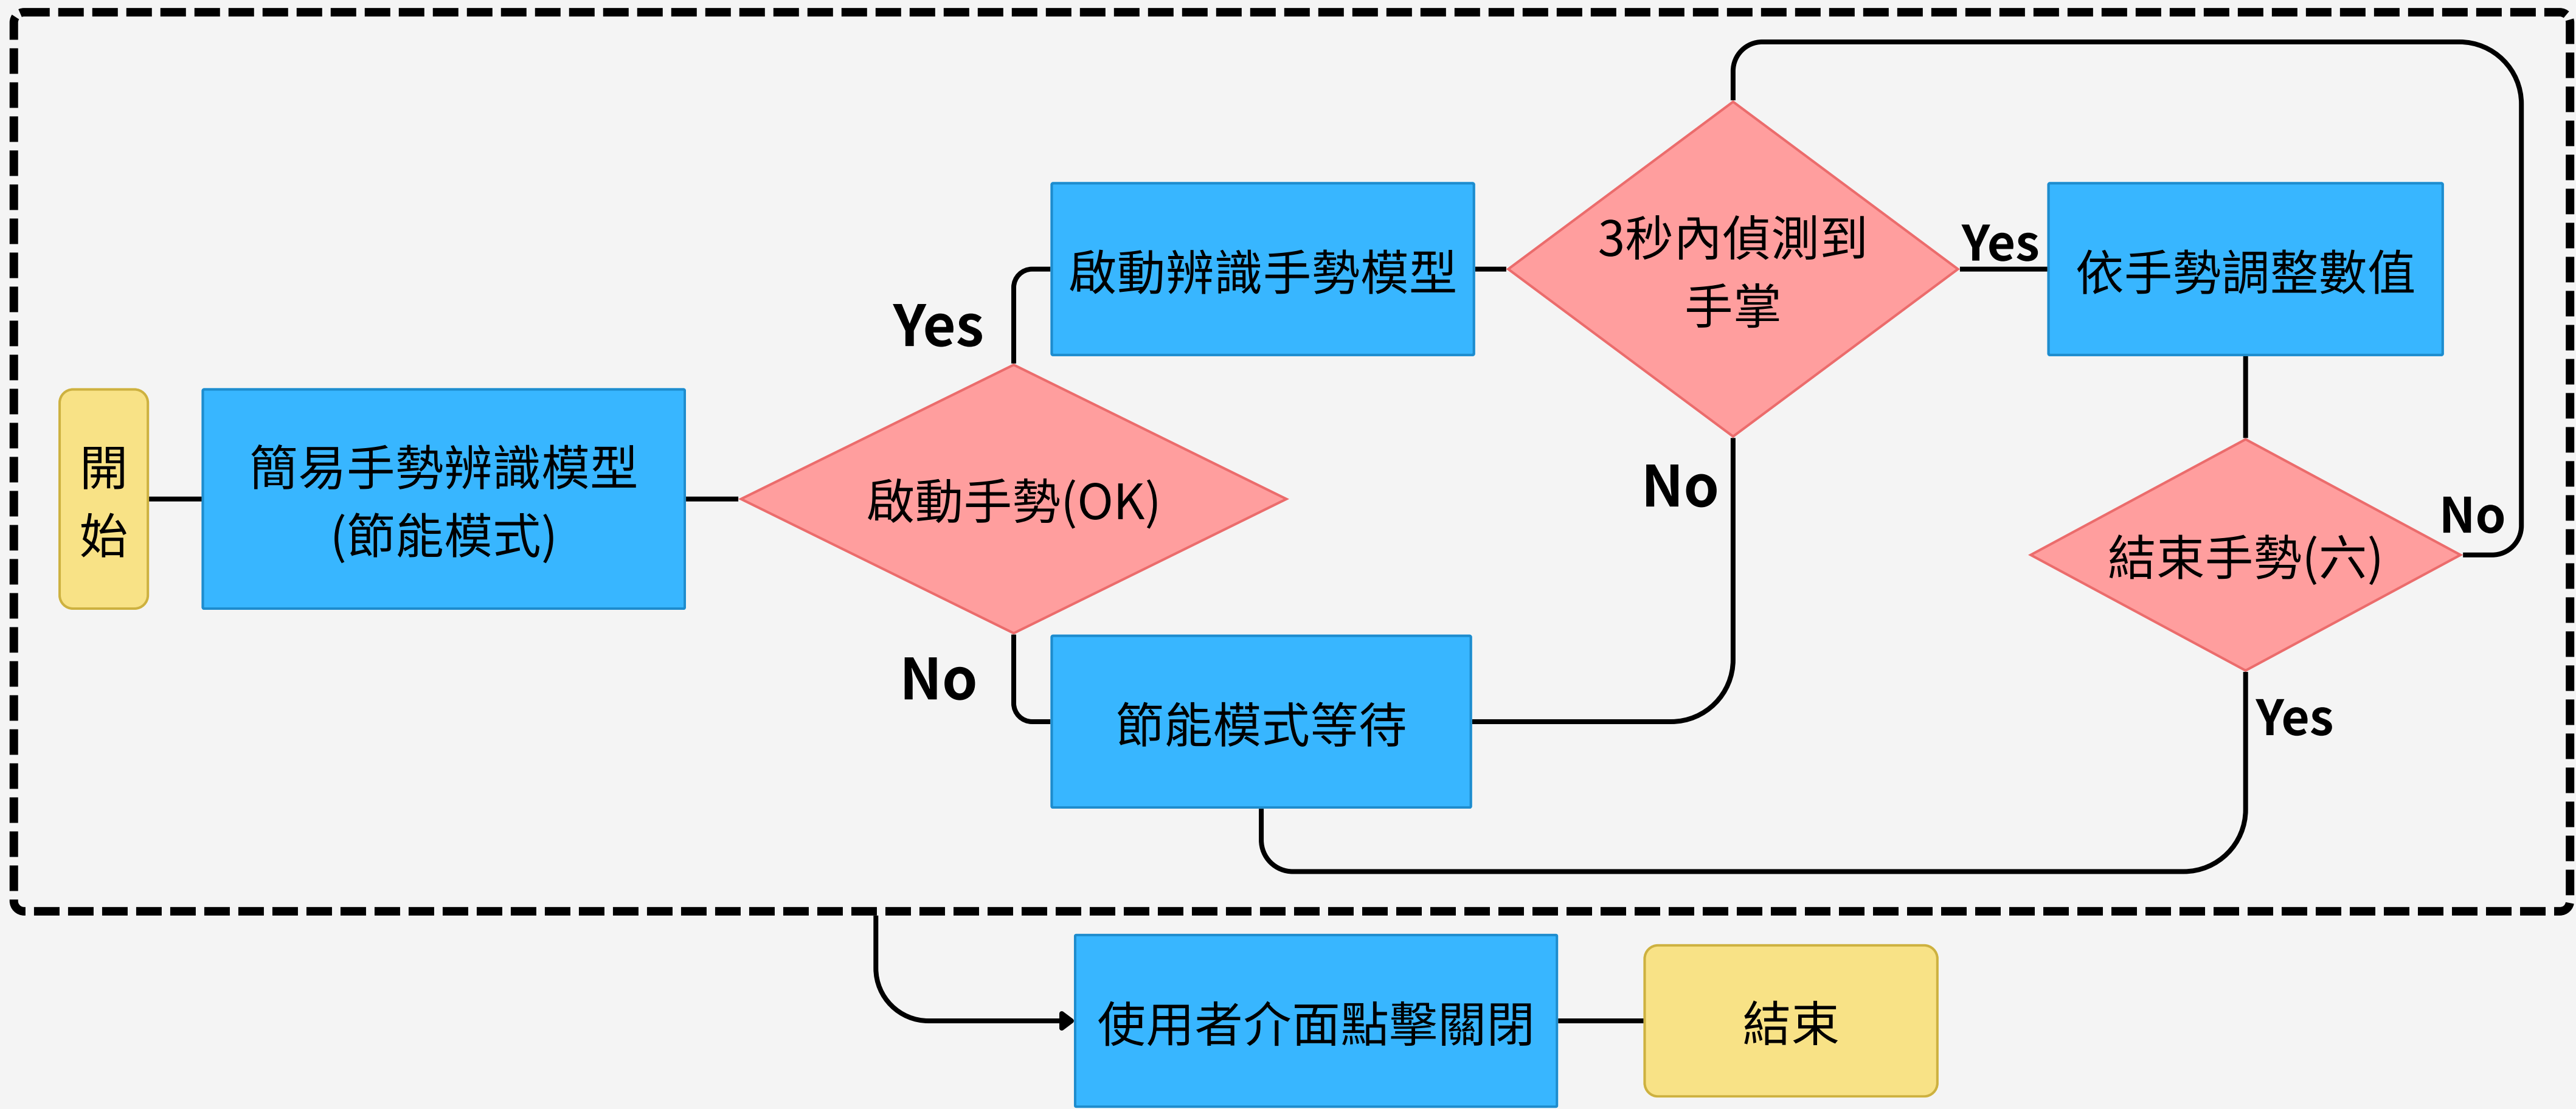 開
始
簡易手勢辨識模型
(節能模式)
啟動手勢(OK)
Yes
No
啟動辨識手勢模型
節能模式等待
3秒內偵測到
手掌
Yes
No
依手勢調整數值
結束手勢(六)
No
Yes
使用者介面點擊關閉
結束